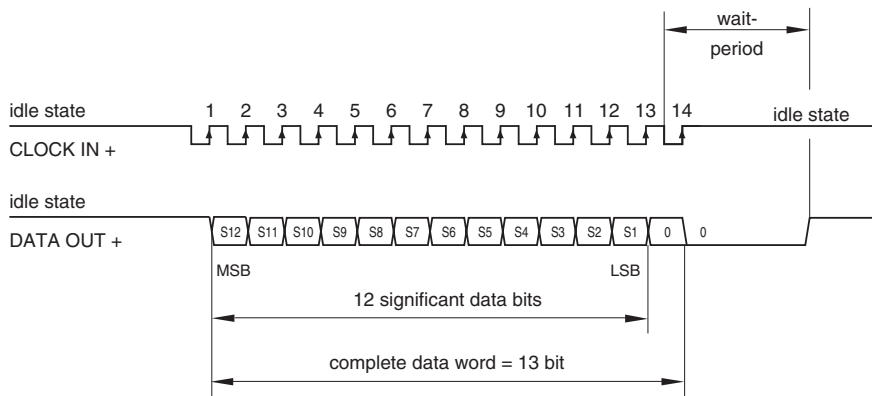 wait-
period
idle state
1 2 3 4 5 6 7 8 9 10 11 12 13 14
idle state
CLOCK IN +
idle state
DATA OUT +
S12 S11 S10 S9 S8 S7 S6 S5 S4 S3 S2 S1 0 0
MSB
LSB
12 significant data bits
complete data word = 13 bit